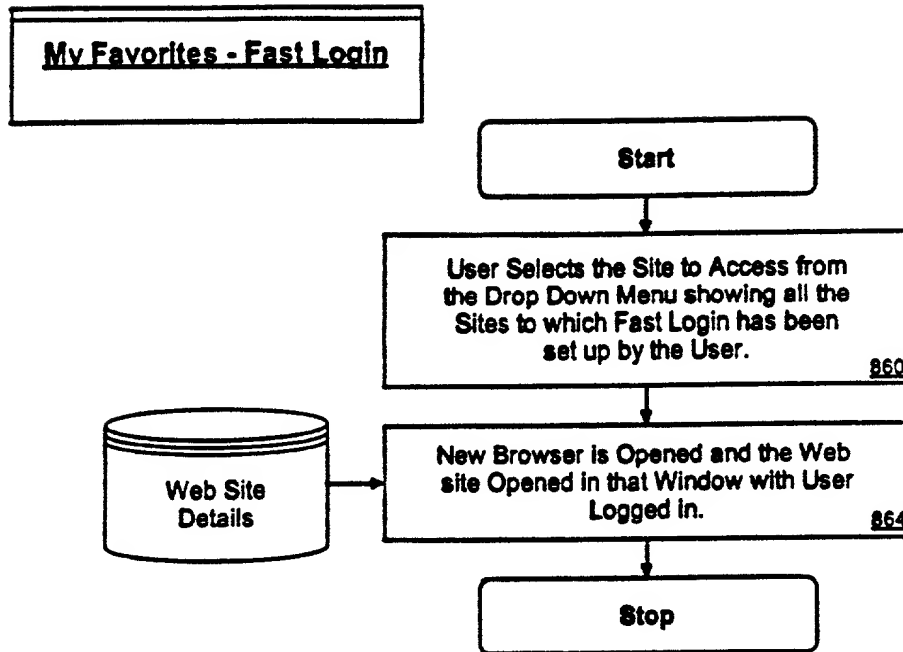 My Favorites - Fast Login
Start
User Selects the Site to Access from
the Drop Down Menu showing all the
Sites to which Fast Login has been
set up by the User.
860
New Browser is Opened and the Web
site Opened in that Window with User
Logged in.
864
Web Site
Details
Stop